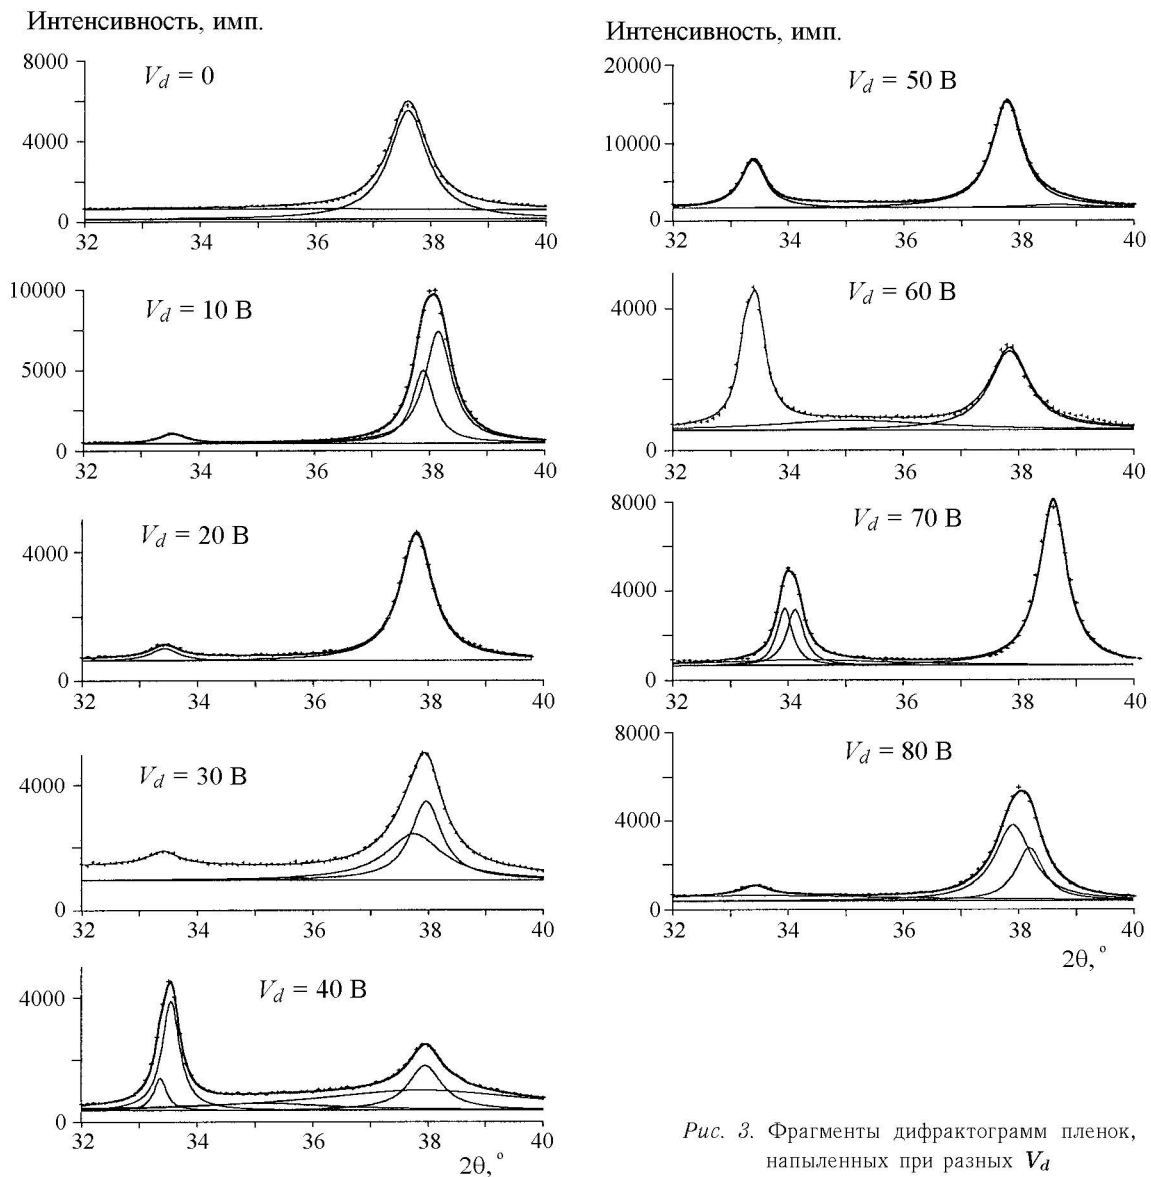 Интенсивность, имп.
8000
V_d = 0
4000
0
32 34 36 38 40
10000
V_d = 10 В
5000
0
32 34 36 38 40
V_d = 20 В
4000
0
32 34 36 38 40
V_d = 30 В
4000
0
32 34 36 38 40
V_d = 40 В
4000
0
32 34 36 38 40
2θ, °
Интенсивность, имп.
20000
V_d = 50 В
10000
0
32 34 36 38 40
V_d = 60 В
4000
0
32 34 36 38 40
8000
V_d = 70 В
4000
0
32 34 36 38 40
8000
V_d = 80 В
4000
0
32 34 36 38 40
2θ, °
Рис. 3. Фрагменты дифрактограмм пленок,
напыленных при разных V_d